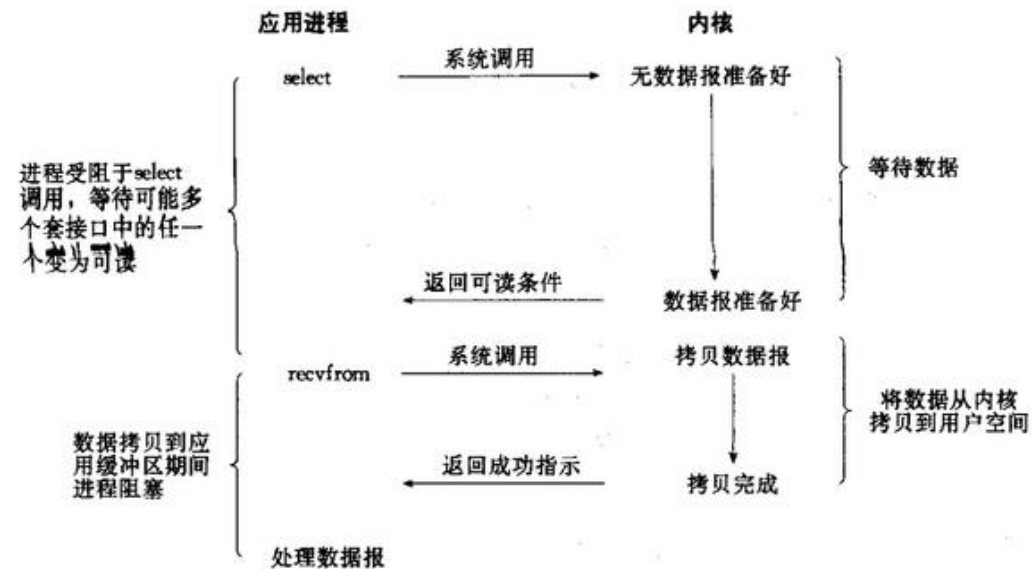 应用进程
内核
系统调用
select
无数据报准备好
进程受阻于select
调用，等待可能多
个套接口中的任一
个变为可读
等待数据
返回可读条件
数据报准备好
系统调用
recvfrom
拷贝数据报
将数据从内核
拷贝到用户空间
数据拷贝到应
用缓冲区期间
进程阻塞
返回成功指示
拷贝完成
处理数据报